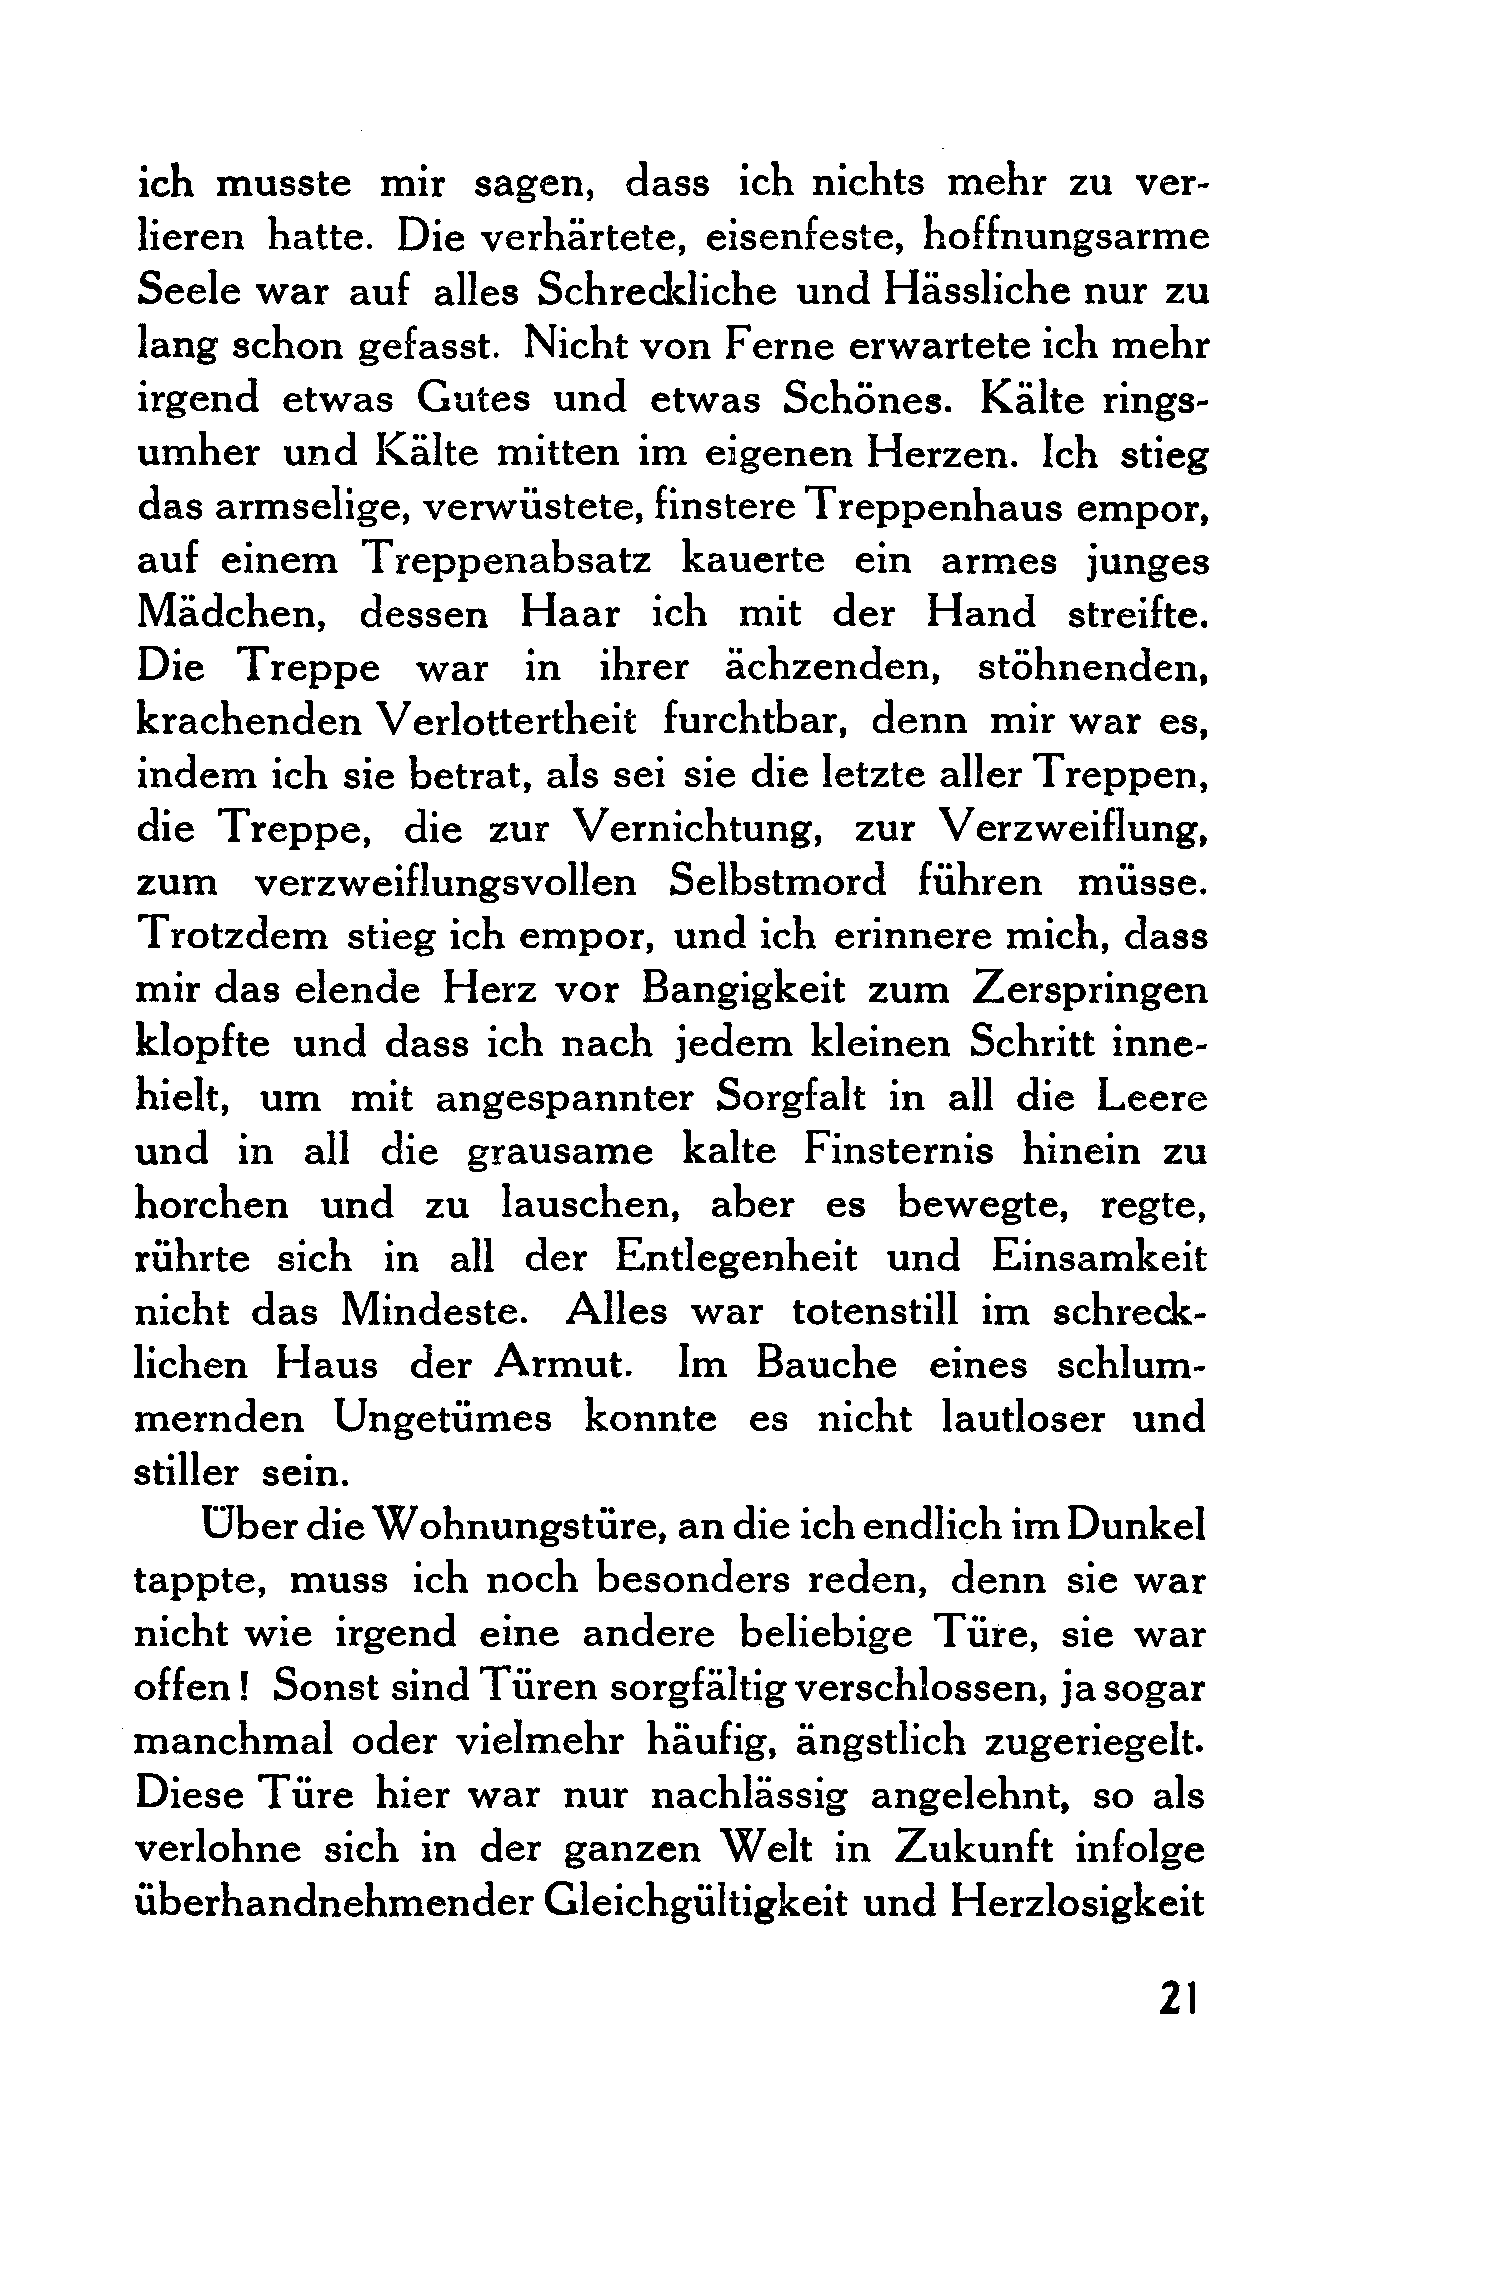 ich musste mir sagen, dass ich nichts mehr zu ver-
lieren hatte. Die verhärtete, eisenfeste, hoffnungsarme
Seele war auf alles Schreckliche und Hässliche nur zu
lang schon gefasst. Nicht von Ferne erwartete ich mehr
irgend etwas Gutes und etwas Schönes. Kälte rings-
umher und Kälte mitten im eigenen Herzen. Ich stieg
das armselige, verwüstete, finstere Treppenhaus empor,
auf einem Treppenabsatz kauerte ein armes junges
Mädchen, dessen Haar ich mit der Hand streifte.
Die Treppe war in ihrer ächzenden, stöhnenden,
krachenden Verlottertheit furchtbar, denn mir war es,
indem ich sie betrat, als sei sie die letzte aller Treppen,
die Treppe, die zur Vernichtung, zur Verzweiflung,
zum verzweiflungsvollen Selbstmord führen müsse.
Trotzdem stieg ich empor, und ich erinnere mich, dass
mir das elende Herz vor Bangigkeit zum Zerspringen
klopfte und dass ich nach jedem kleinen Schritt inne-
hielt, um mit angespannter Sorgfalt in all die Leere
und in all die grausame kalte Finsternis hinein zu
horchen und zu lauschen, aber es bewegte, regte,
rührte sich in all der Entlegenheit und Einsamkeit
nicht das Mindeste. Alles war totenstill im schreck-
lichen Haus der Armut. Im Bauche eines schlum-
mernden Ungetümes konnte es nicht lautloser und
stiller sein.
Über die Wohnungstüre, an die ich endlich im Dunkel
tappte, muss ich noch besonders reden, denn sie war
nicht wie irgend eine andere beliebige Türe, sie war
offen! Sonst sind Türen sorgfältig verschlossen, ja sogar
manchmal oder vielmehr häufig, ängstlich zugeriegelt.
Diese Türe hier war nur nachlässig angelehnt, so als
verlohne sich in der ganzen Welt in Zukunft infolge
überhandnehmender Gleichgültigkeit und Herzlosigkeit
21